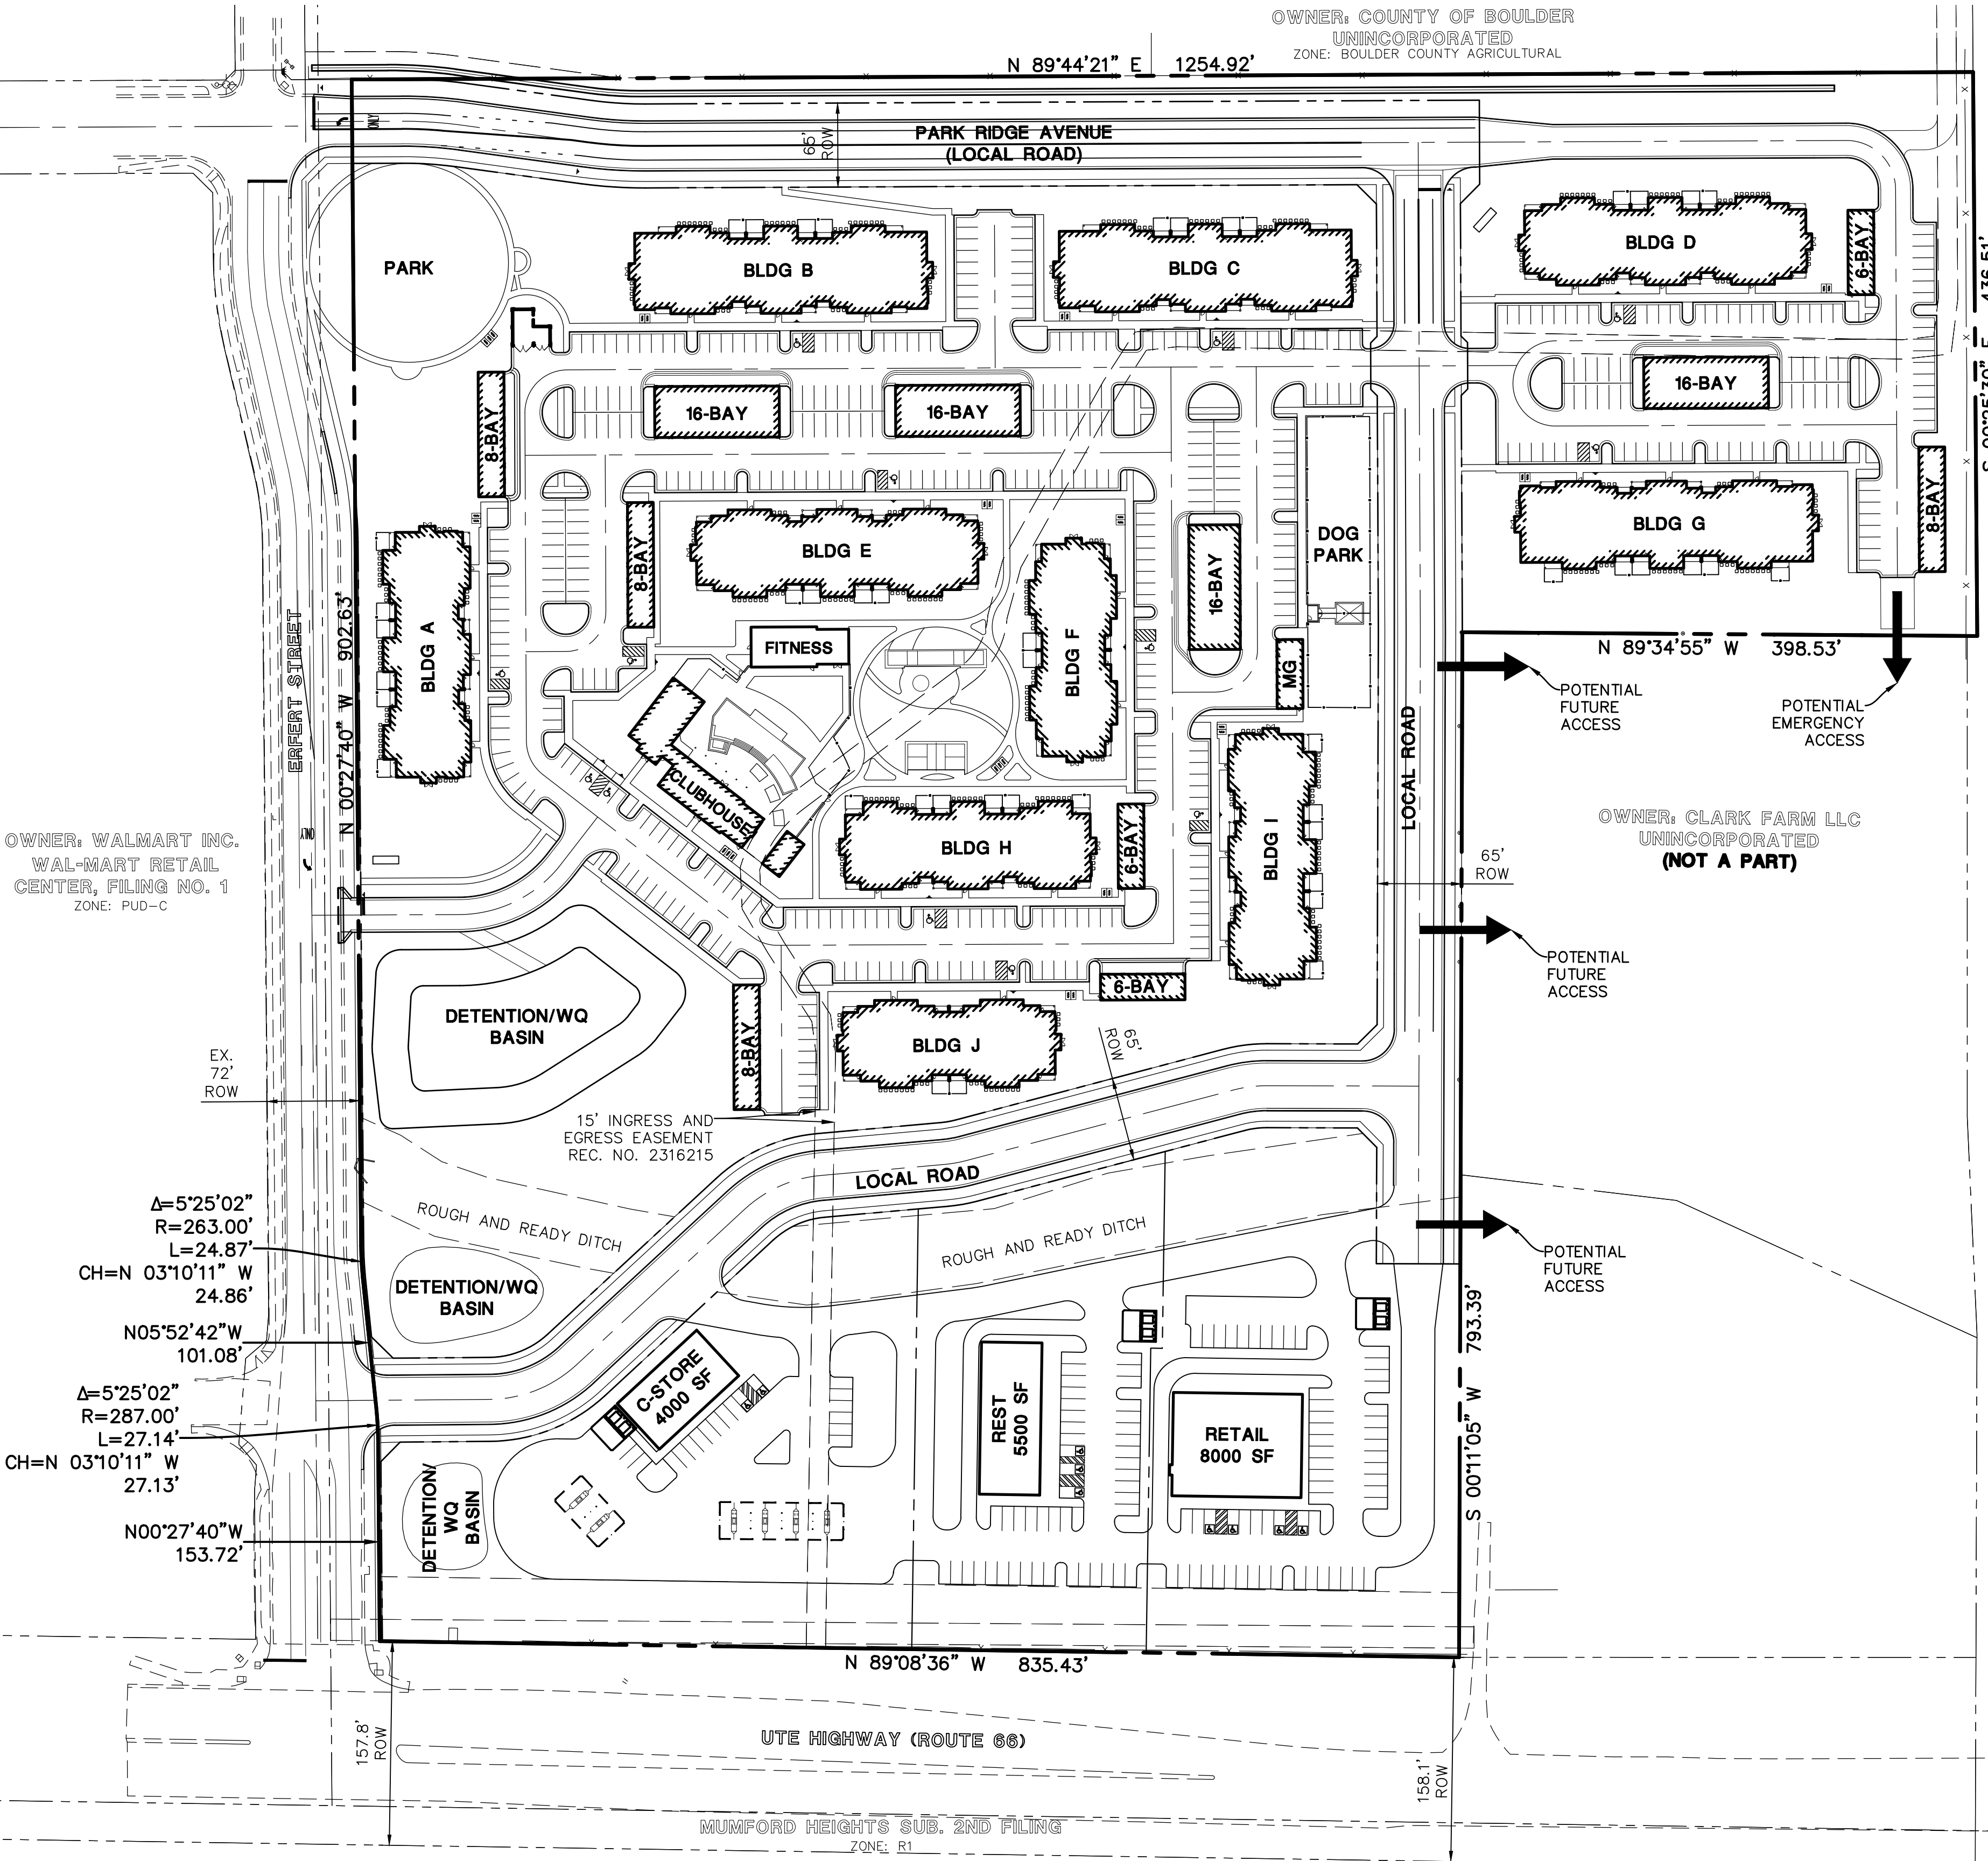 OWNER: COUNTY OF BOULDER
UNINCORPORATED
ZONE: BOULDER COUNTY AGRICULTURAL
N 89°44'21" E 1254.92'
ONLY
65'
ROW
PARK RIDGE AVENUE
(LOCAL ROAD)
PARK
BLDG B
BLDG C
BLDG D
6-BAY
S 00°25'30" E 436.51'
8-BAY
16-BAY
16-BAY
16-BAY
BLDG A
8-BAY
BLDG E
BLDG F
16-BAY
DOG
PARK
BLDG G
8-BAY
ERFERT STREET
N 00°27'40" W 902.63'
FITNESS
CLUBHOUSE
MG
N 89°34'55" W 398.53'
POTENTIAL
FUTURE
ACCESS
POTENTIAL
EMERGENCY
ACCESS
LOCAL ROAD
OWNER: WALMART INC.
WAL-MART RETAIL
CENTER, FILING NO. 1
ZONE: PUD-C
ONLY
BLDG H
6-BAY
BLDG I
65'
ROW
OWNER: CLARK FARM LLC
UNINCORPORATED
(NOT A PART)
POTENTIAL
FUTURE
ACCESS
DETENTION/WQ
BASIN
8-BAY
6-BAY
BLDG J
65'
ROW
EX.
72'
ROW
15' INGRESS AND
EGRESS EASEMENT
REC. NO. 2316215
LOCAL ROAD
ROUGH AND READY DITCH
ROUGH AND READY DITCH
POTENTIAL
FUTURE
ACCESS
Δ=5°25'02"
R=263.00'
L=24.87'
CH=N 03°10'11" W
24.86'
DETENTION/WQ
BASIN
N05°52'42"W
101.08'
Δ=5°25'02"
R=287.00'
L=27.14'
CH=N 03°10'11" W
27.13'
N00°27'40"W
153.72'
C-STORE
4000 SF
REST
5500 SF
RETAIL
8000 SF
S 00°11'05" W 793.39'
DETENTION/
WQ
BASIN
N 89°08'36" W 835.43'
157.8'
ROW
UTE HIGHWAY (ROUTE 66)
158.1'
ROW
MUMFORD HEIGHTS SUB. 2ND FILING
ZONE: R1